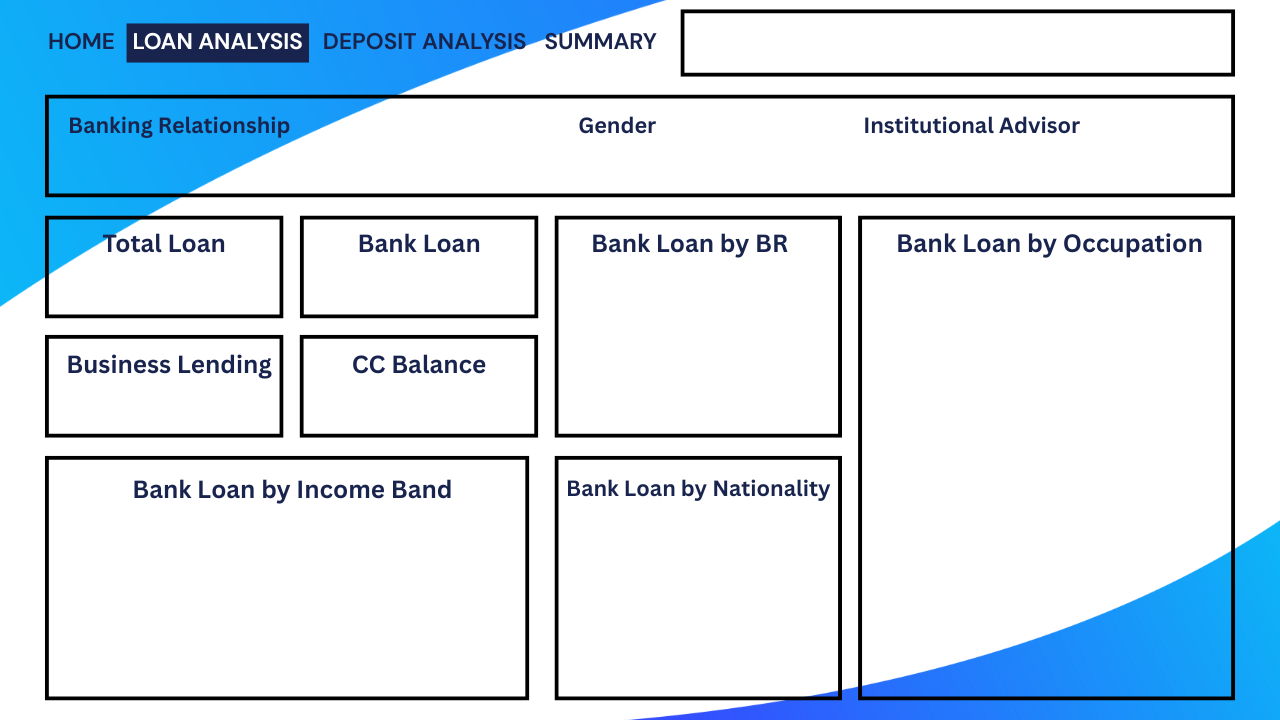 HOME LOAN ANALYSIS DEPOSIT ANALYSIS SUMMARY
Banking Relationship Gender Institutional Advisor
Total Loan Bank Loan Bank Loan by BR Bank Loan by Occupation
Business Lending CC Balance
Bank Loan by Income Band Bank Loan by Nationality